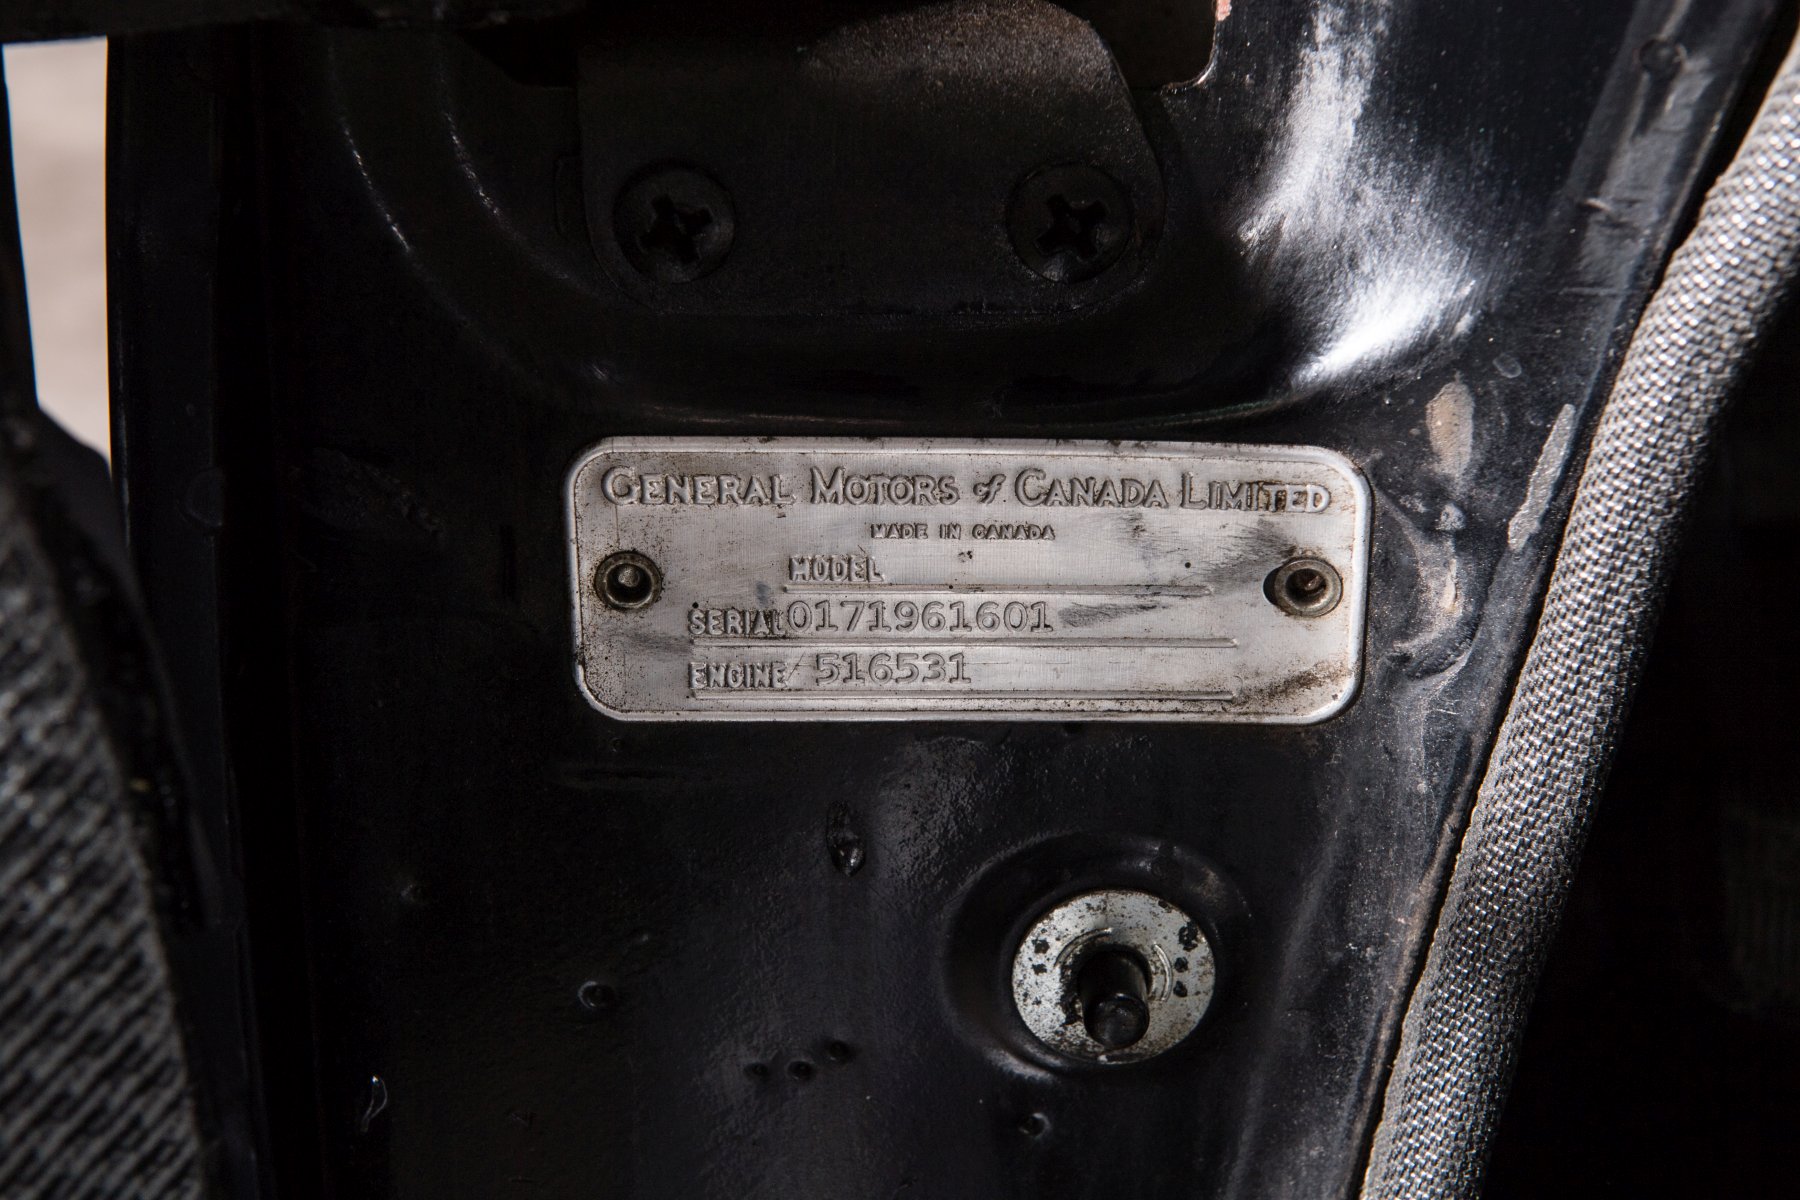 GENERAL MOTORS of CANADA LIMITED
MADE IN CANADA
MODEL
SERIAL 0171961601
ENGINE 516531